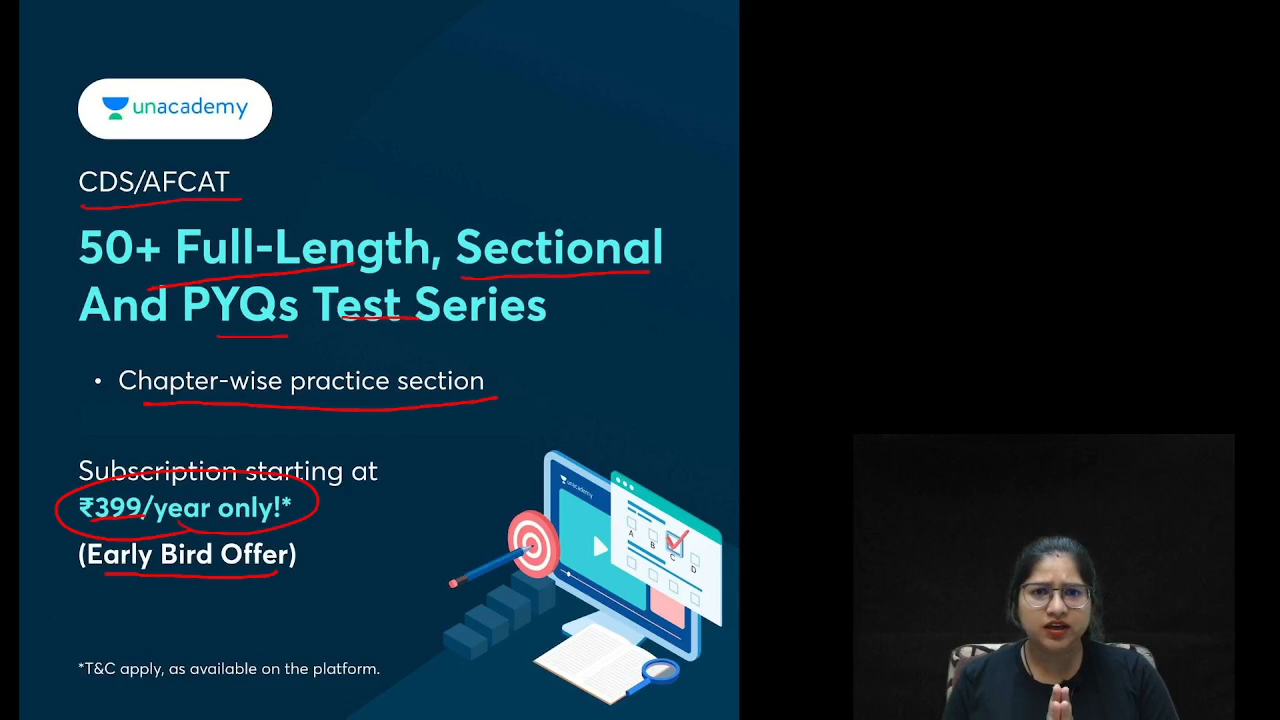 unacademy
CDS/AFCAT
50+ Full-Length, Sectional
And PYQs Test Series
• Chapter-wise practice section
Subscription starting at
₹399/year only!*
(Early Bird Offer)
unacademy
A B C D
*T&C apply, as available on the platform.